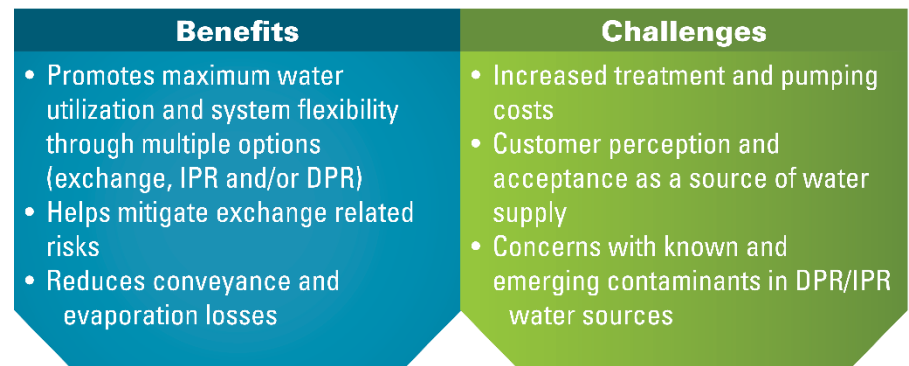 Benefits
• Promotes maximum water
utilization and system flexibility
through multiple options
(exchange, IPR and/or DPR)
• Helps mitigate exchange related
risks
• Reduces conveyance and
evaporation losses
Challenges
• Increased treatment and pumping
costs
• Customer perception and
acceptance as a source of water
supply
• Concerns with known and
emerging contaminants in DPR/IPR
water sources